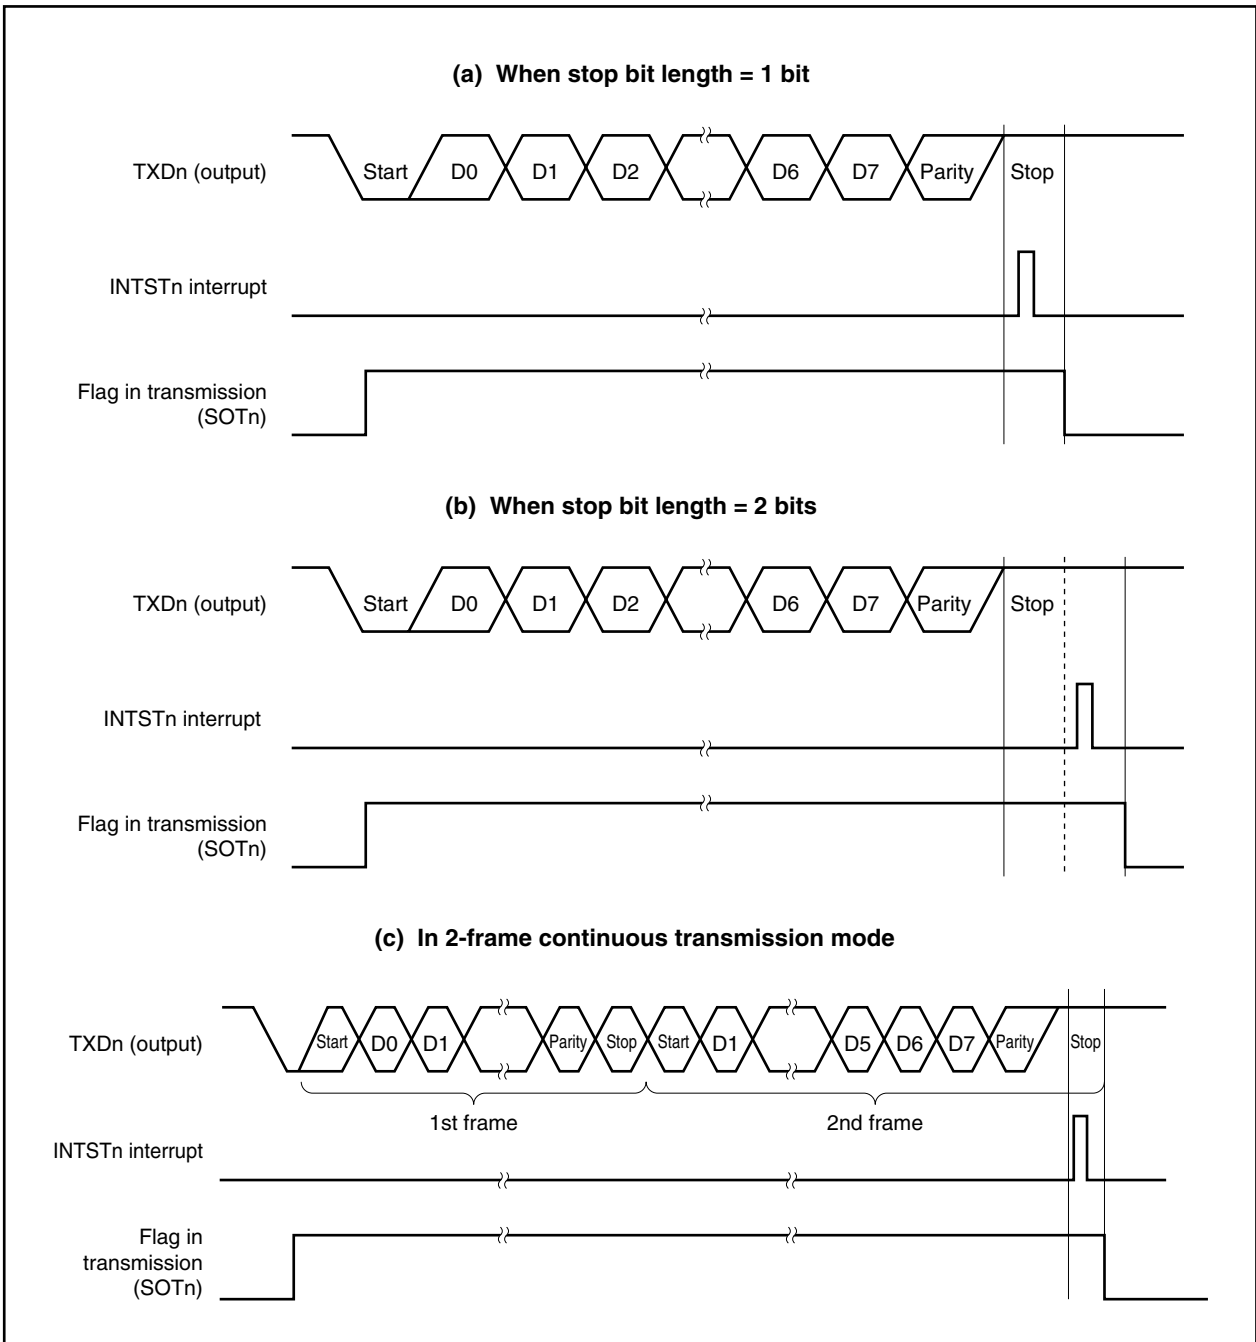 (a) When stop bit length = 1 bit
TXDn (output)
Start D0 D1 D2 D6 D7 Parity Stop
INTSTn interrupt
Flag in transmission
(SOTn)
(b) When stop bit length = 2 bits
TXDn (output)
Start D0 D1 D2 D6 D7 Parity Stop
INTSTn interrupt
Flag in transmission
(SOTn)
(c) In 2-frame continuous transmission mode
TXDn (output)
Start D0 D1 Parity Stop Start D1 D5 D6 D7 Parity Stop
1st frame 2nd frame
INTSTn interrupt
Flag in
transmission
(SOTn)